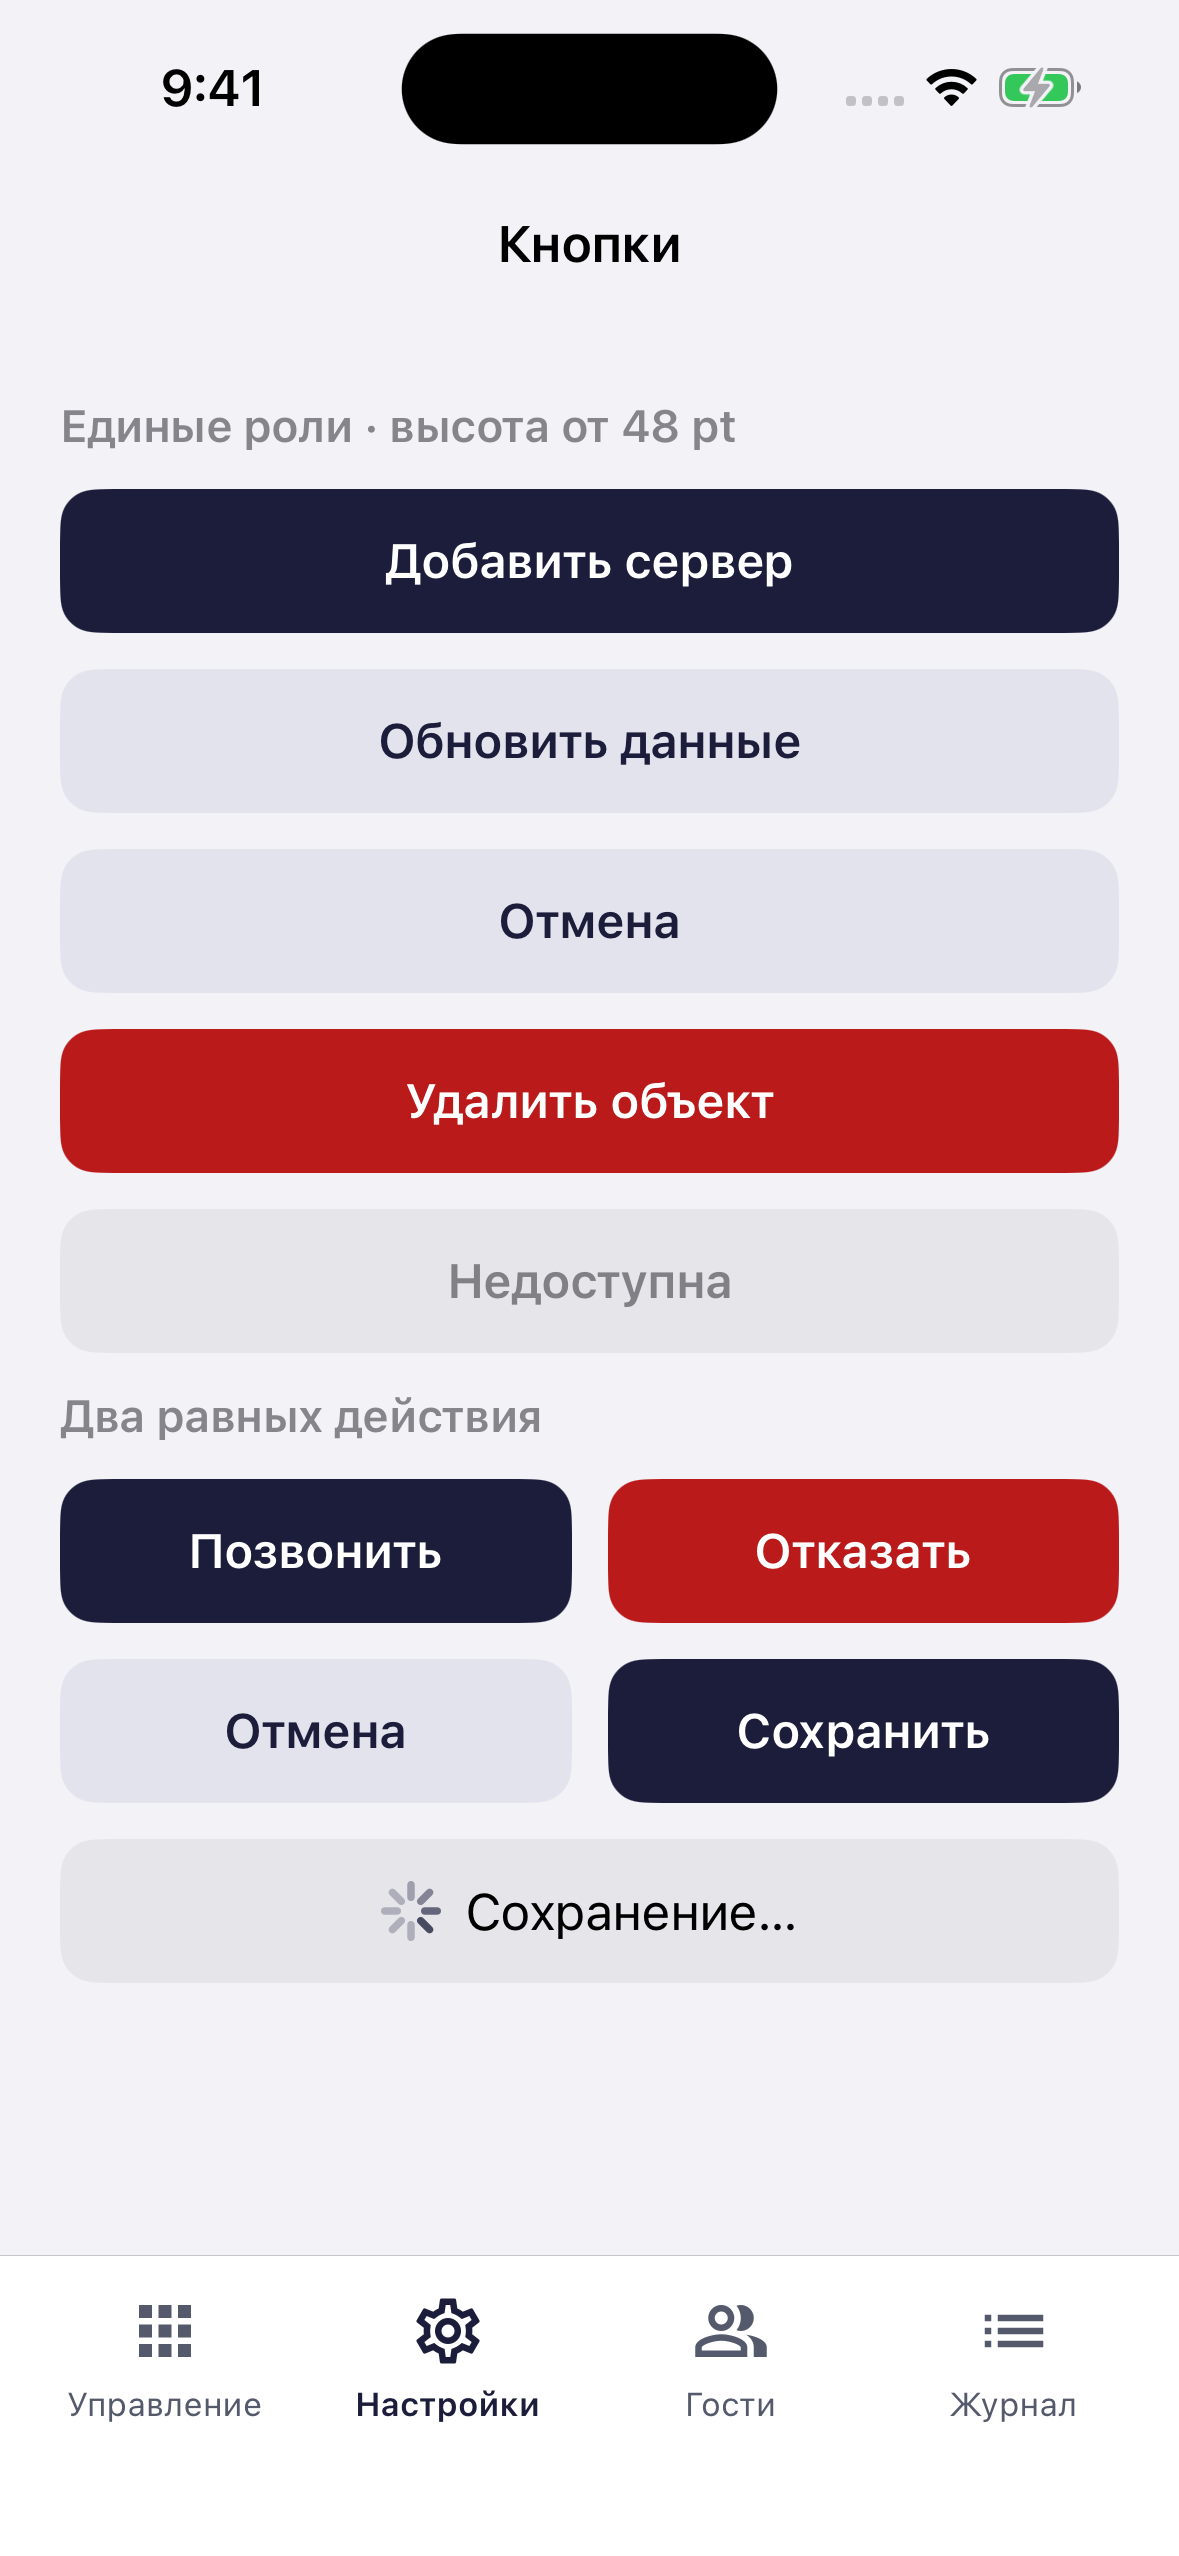 9:41
Кнопки
Единые роли · высота от 48 pt
Добавить сервер
Обновить данные
Отмена
Удалить объект
Недоступна
Два равных действия
Позвонить
Отказать
Отмена
Сохранить
Сохранение...
Управление
Настройки
Гости
Журнал